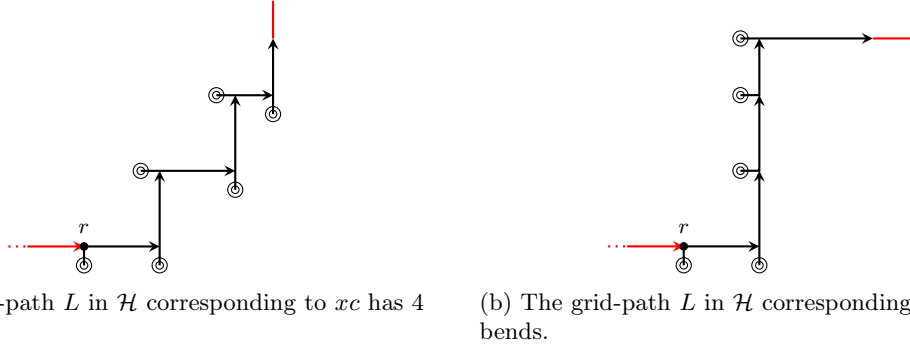 r
r
-path L in ℋ corresponding to xc has 4
(b) The grid-path L in ℋ corresponding
bends.